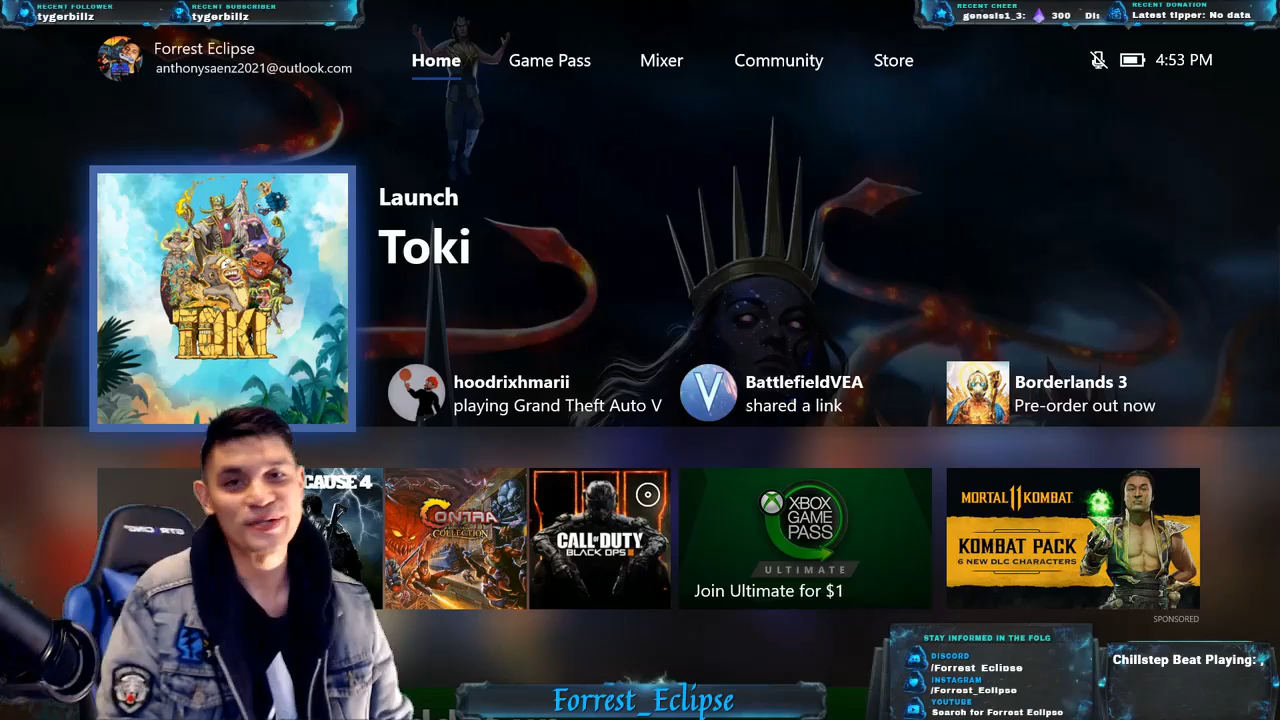 RECENT FOLLOWER
tygerbillz
RECENT SUBSCRIBER
tygerbillz
RECENT CHEER
genesis1_3: 300
RECENT DONATION
Latest tipper: No data
Forrest Eclipse
anthonysaenz2021@outlook.com
Home
Game Pass
Mixer
Community
Store
4:53 PM
TOKI
Launch
Toki
hoodrixhmarii
playing Grand Theft Auto V
V
BattlefieldVEA
shared a link
Borderlands 3
Pre-order out now
CAUSE 4
CONTRA
COLLECTION
CALL OF DUTY
BLACK OPS III
XBOX
GAME
PASS
ULTIMATE
Join Ultimate for $1
MORTAL KOMBAT 11
KOMBAT PACK
6 NEW DLC CHARACTERS
SPONSORED
STAY INFORMED IN THE FOLG
DISCORD
/Forrest_Eclipse
INSTAGRAM
/Forrest_Eclipse
YOUTUBE
Search for Forrest Eclipse
Chillstep Beat Playing: ,
Forrest_Eclipse